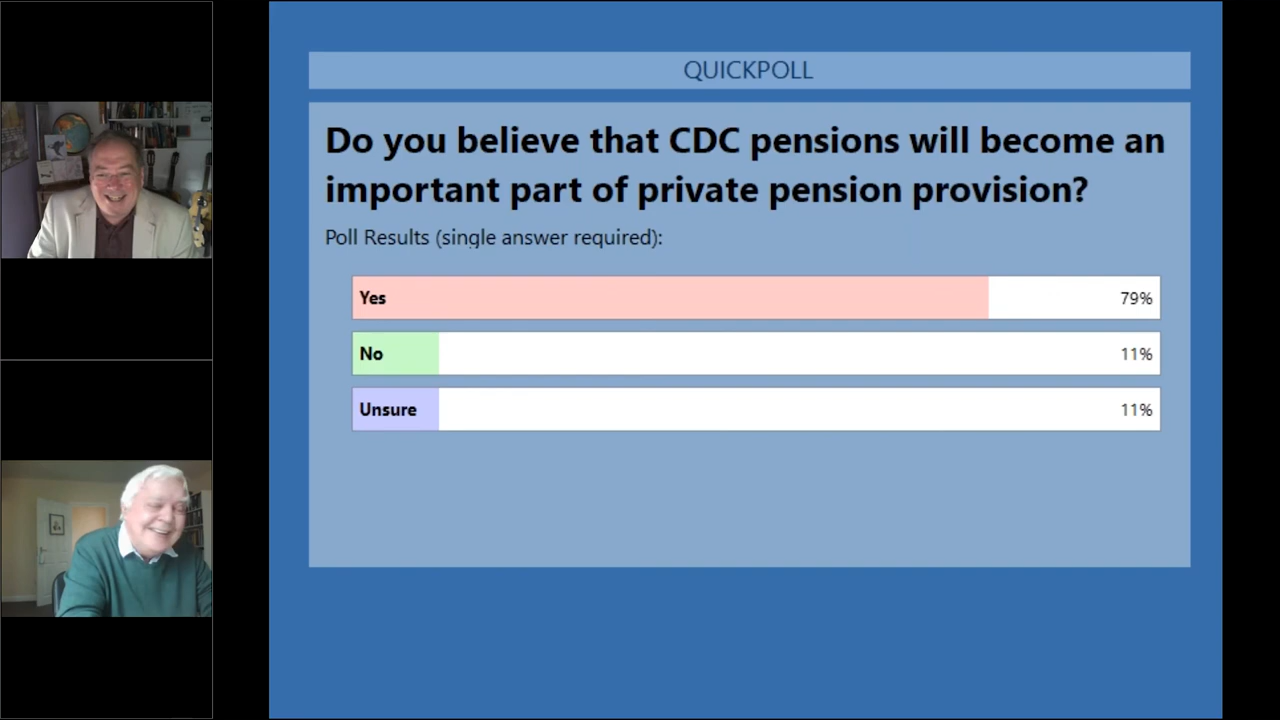 QUICKPOLL
Do you believe that CDC pensions will become an
important part of private pension provision?
Poll Results (single answer required):
Yes 79%
No 11%
Unsure 11%